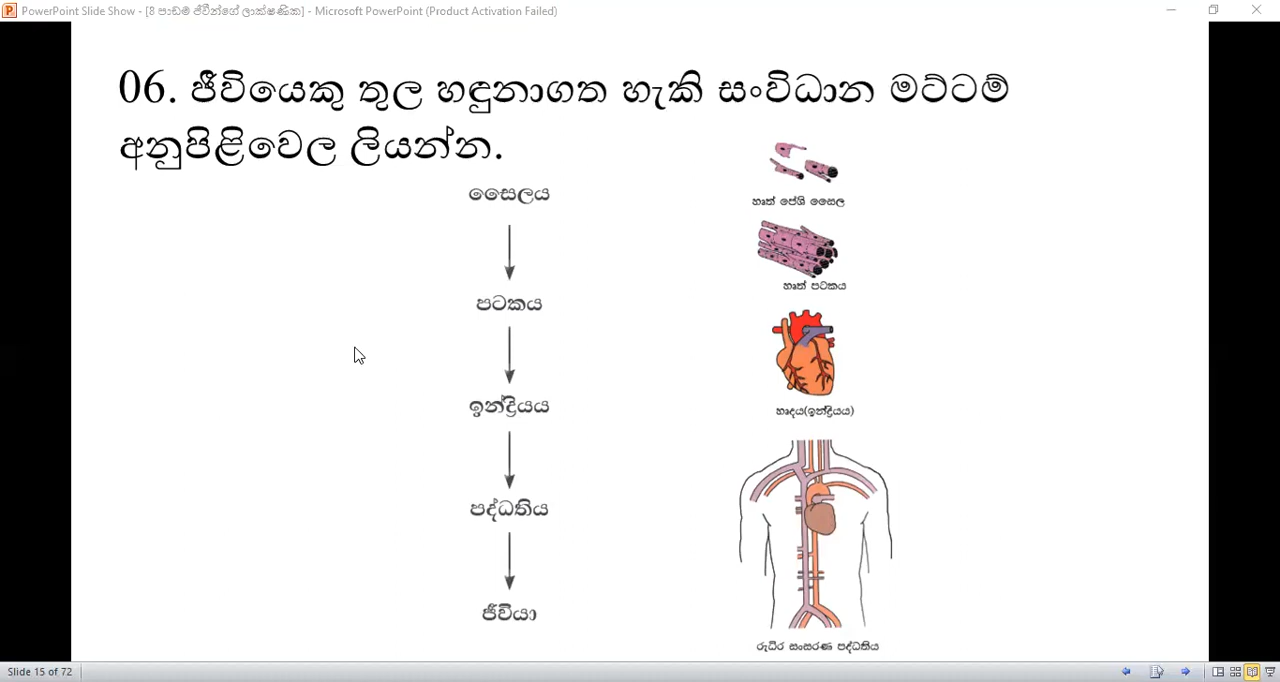 PowerPoint Slide Show - [8 පාඩම ජීවීන්ගේ ලාක්ෂණික] - Microsoft PowerPoint (Product Activation Failed)
06. ජීවියෙකු තුල හඳුනාගත හැකි සංවිධාන මට්ටම්
අනුපිළිවෙල ලියන්න.
සෛලය
හෘත් පේශි සෛල
හෘත් පටකය
පටකය
ඉන්ද්‍රියය
හෘදය(ඉන්ද්‍රියය)
පද්ධතිය
ජීවියා
රුධිර සංසරණ පද්ධතිය
Slide 15 of 72